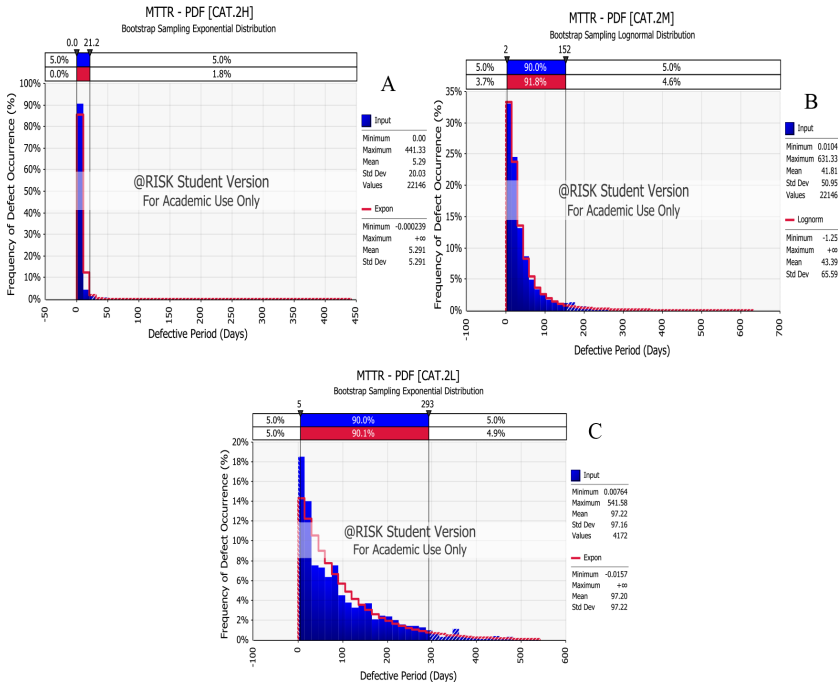 MTTR - PDF [CAT.2H]
Bootstrap Sampling Exponential Distribution
0.0 21.2
5.0% 5.0%
0.0% 1.8%
100%
90%
80%
70%
60%
50%
40%
30%
20%
10%
0%
Frequency of Defect Occurrence (%)
@RISK Student Version
For Academic Use Only
-50 0 50 100 150 200 250 300 350 400 450
Defective Period (Days)
A
Input
Minimum 0.00
Maximum 441.33
Mean 5.29
Std Dev 20.03
Values 22146
Expon
Minimum -0.000239
Maximum +∞
Mean 5.291
Std Dev 5.291
MTTR - PDF [CAT.2M]
Bootstrap Sampling Lognormal Distribution
2 152
5.0% 90.0% 5.0%
3.7% 91.8% 4.6%
35%
30%
25%
20%
15%
10%
5%
0%
Frequency of Defect Occurrence (%)
@RISK Student Version
For Academic Use Only
-100 0 100 200 300 400 500 600 700
Defective Period (Days)
B
Input
Minimum 0.0104
Maximum 631.33
Mean 41.81
Std Dev 50.95
Values 22146
Lognorm
Minimum -1.25
Maximum +∞
Mean 43.39
Std Dev 65.59
MTTR - PDF [CAT.2L]
Bootstrap Sampling Exponential Distribution
5 293
5.0% 90.0% 5.0%
5.0% 90.1% 4.9%
20%
18%
16%
14%
12%
10%
8%
6%
4%
2%
0%
Frequency of Defect Occurrence (%)
@RISK Student Version
For Academic Use Only
-100 0 100 200 300 400 500 600
Defective Period (Days)
C
Input
Minimum 0.00764
Maximum 541.58
Mean 97.22
Std Dev 97.16
Values 4172
Expon
Minimum -0.0157
Maximum +∞
Mean 97.20
Std Dev 97.22